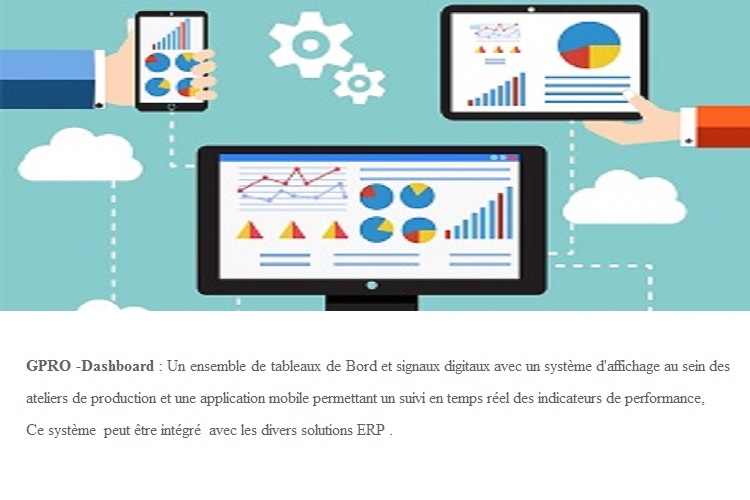 GPRO -Dashboard : Un ensemble de tableaux de Bord et signaux digitaux avec un système d'affichage au sein des
ateliers de production et une application mobile permettant un suivi en temps réel des indicateurs de performance,
Ce système peut être intégré avec les divers solutions ERP .